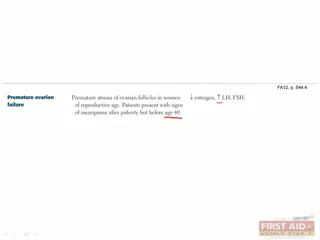 FA12, p. 544.4
Premature ovarian failure
Premature atresia of ovarian follicles in women
of reproductive age. Patients present with signs
of menopause after puberty but before age 40.
↓ estrogen, ↑ LH, FSH.
FIRST AID